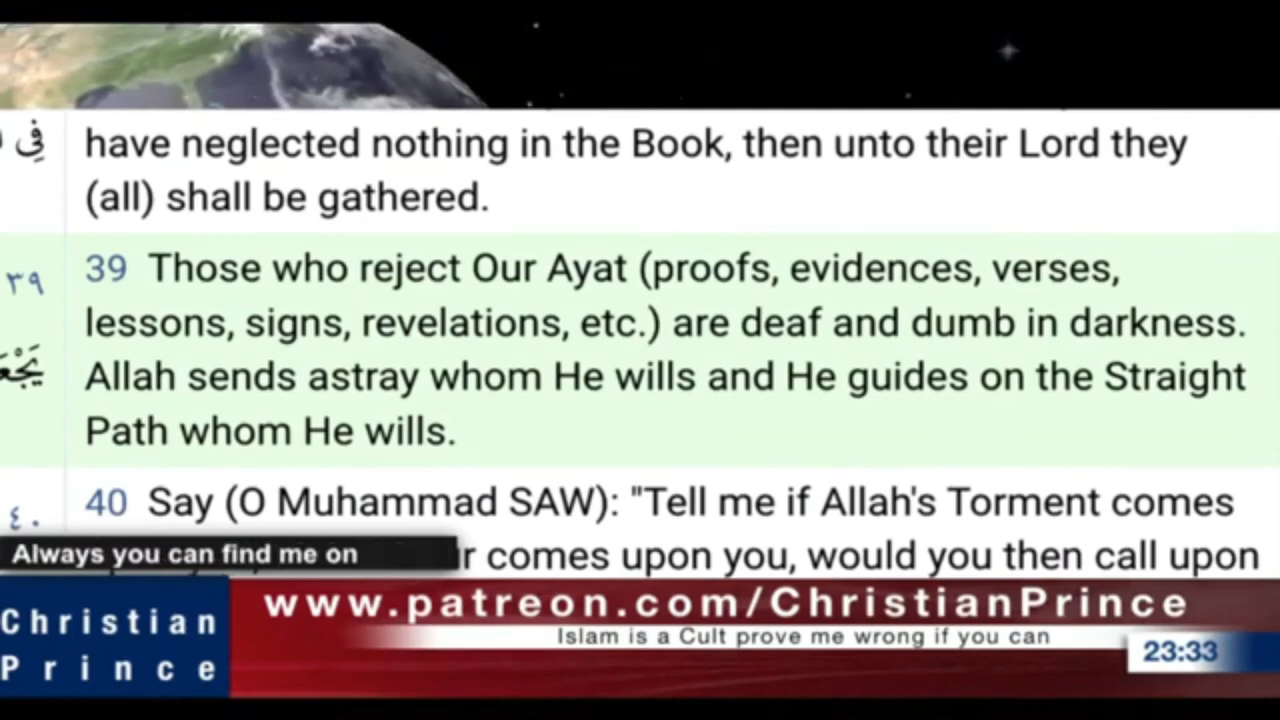 have neglected nothing in the Book, then unto their Lord they
(all) shall be gathered.
في
39 Those who reject Our Ayat (proofs, evidences, verses,
٣٩
lessons, signs, revelations, etc.) are deaf and dumb in darkness.
Allah sends astray whom He wills and He guides on the Straight
Path whom He wills.
40 Say (O Muhammad SAW): "Tell me if Allah's Torment comes
٤٠
comes upon you, would you then call upon
Always you can find me on
Christian
Prince
www.patreon.com/ChristianPrince
Islam is a Cult prove me wrong if you can
23:33